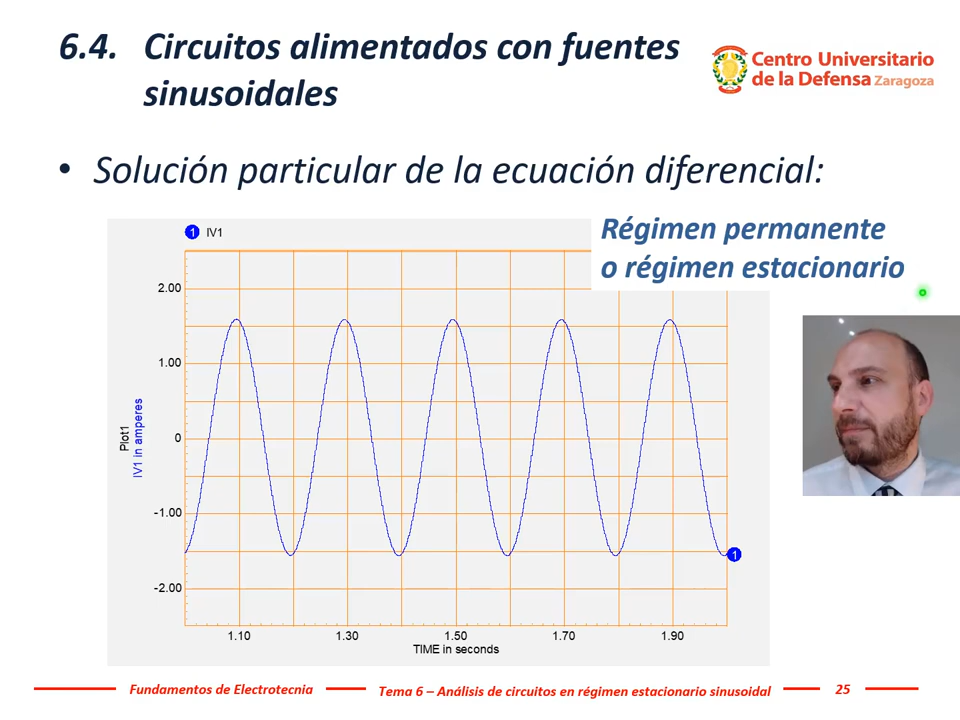 6.4. Circuitos alimentados con fuentes
sinusoidales
Centro Universitario
de la Defensa Zaragoza
• Solución particular de la ecuación diferencial:
1 IV1
Régimen permanente
o régimen estacionario
2.00
1.00
0
-1.00
-2.00
Plot1
IV1 in amperes
1
1.10 1.30 1.50 1.70 1.90
TIME in seconds
Fundamentos de Electrotecnia
Tema 6 – Análisis de circuitos en régimen estacionario sinusoidal
25